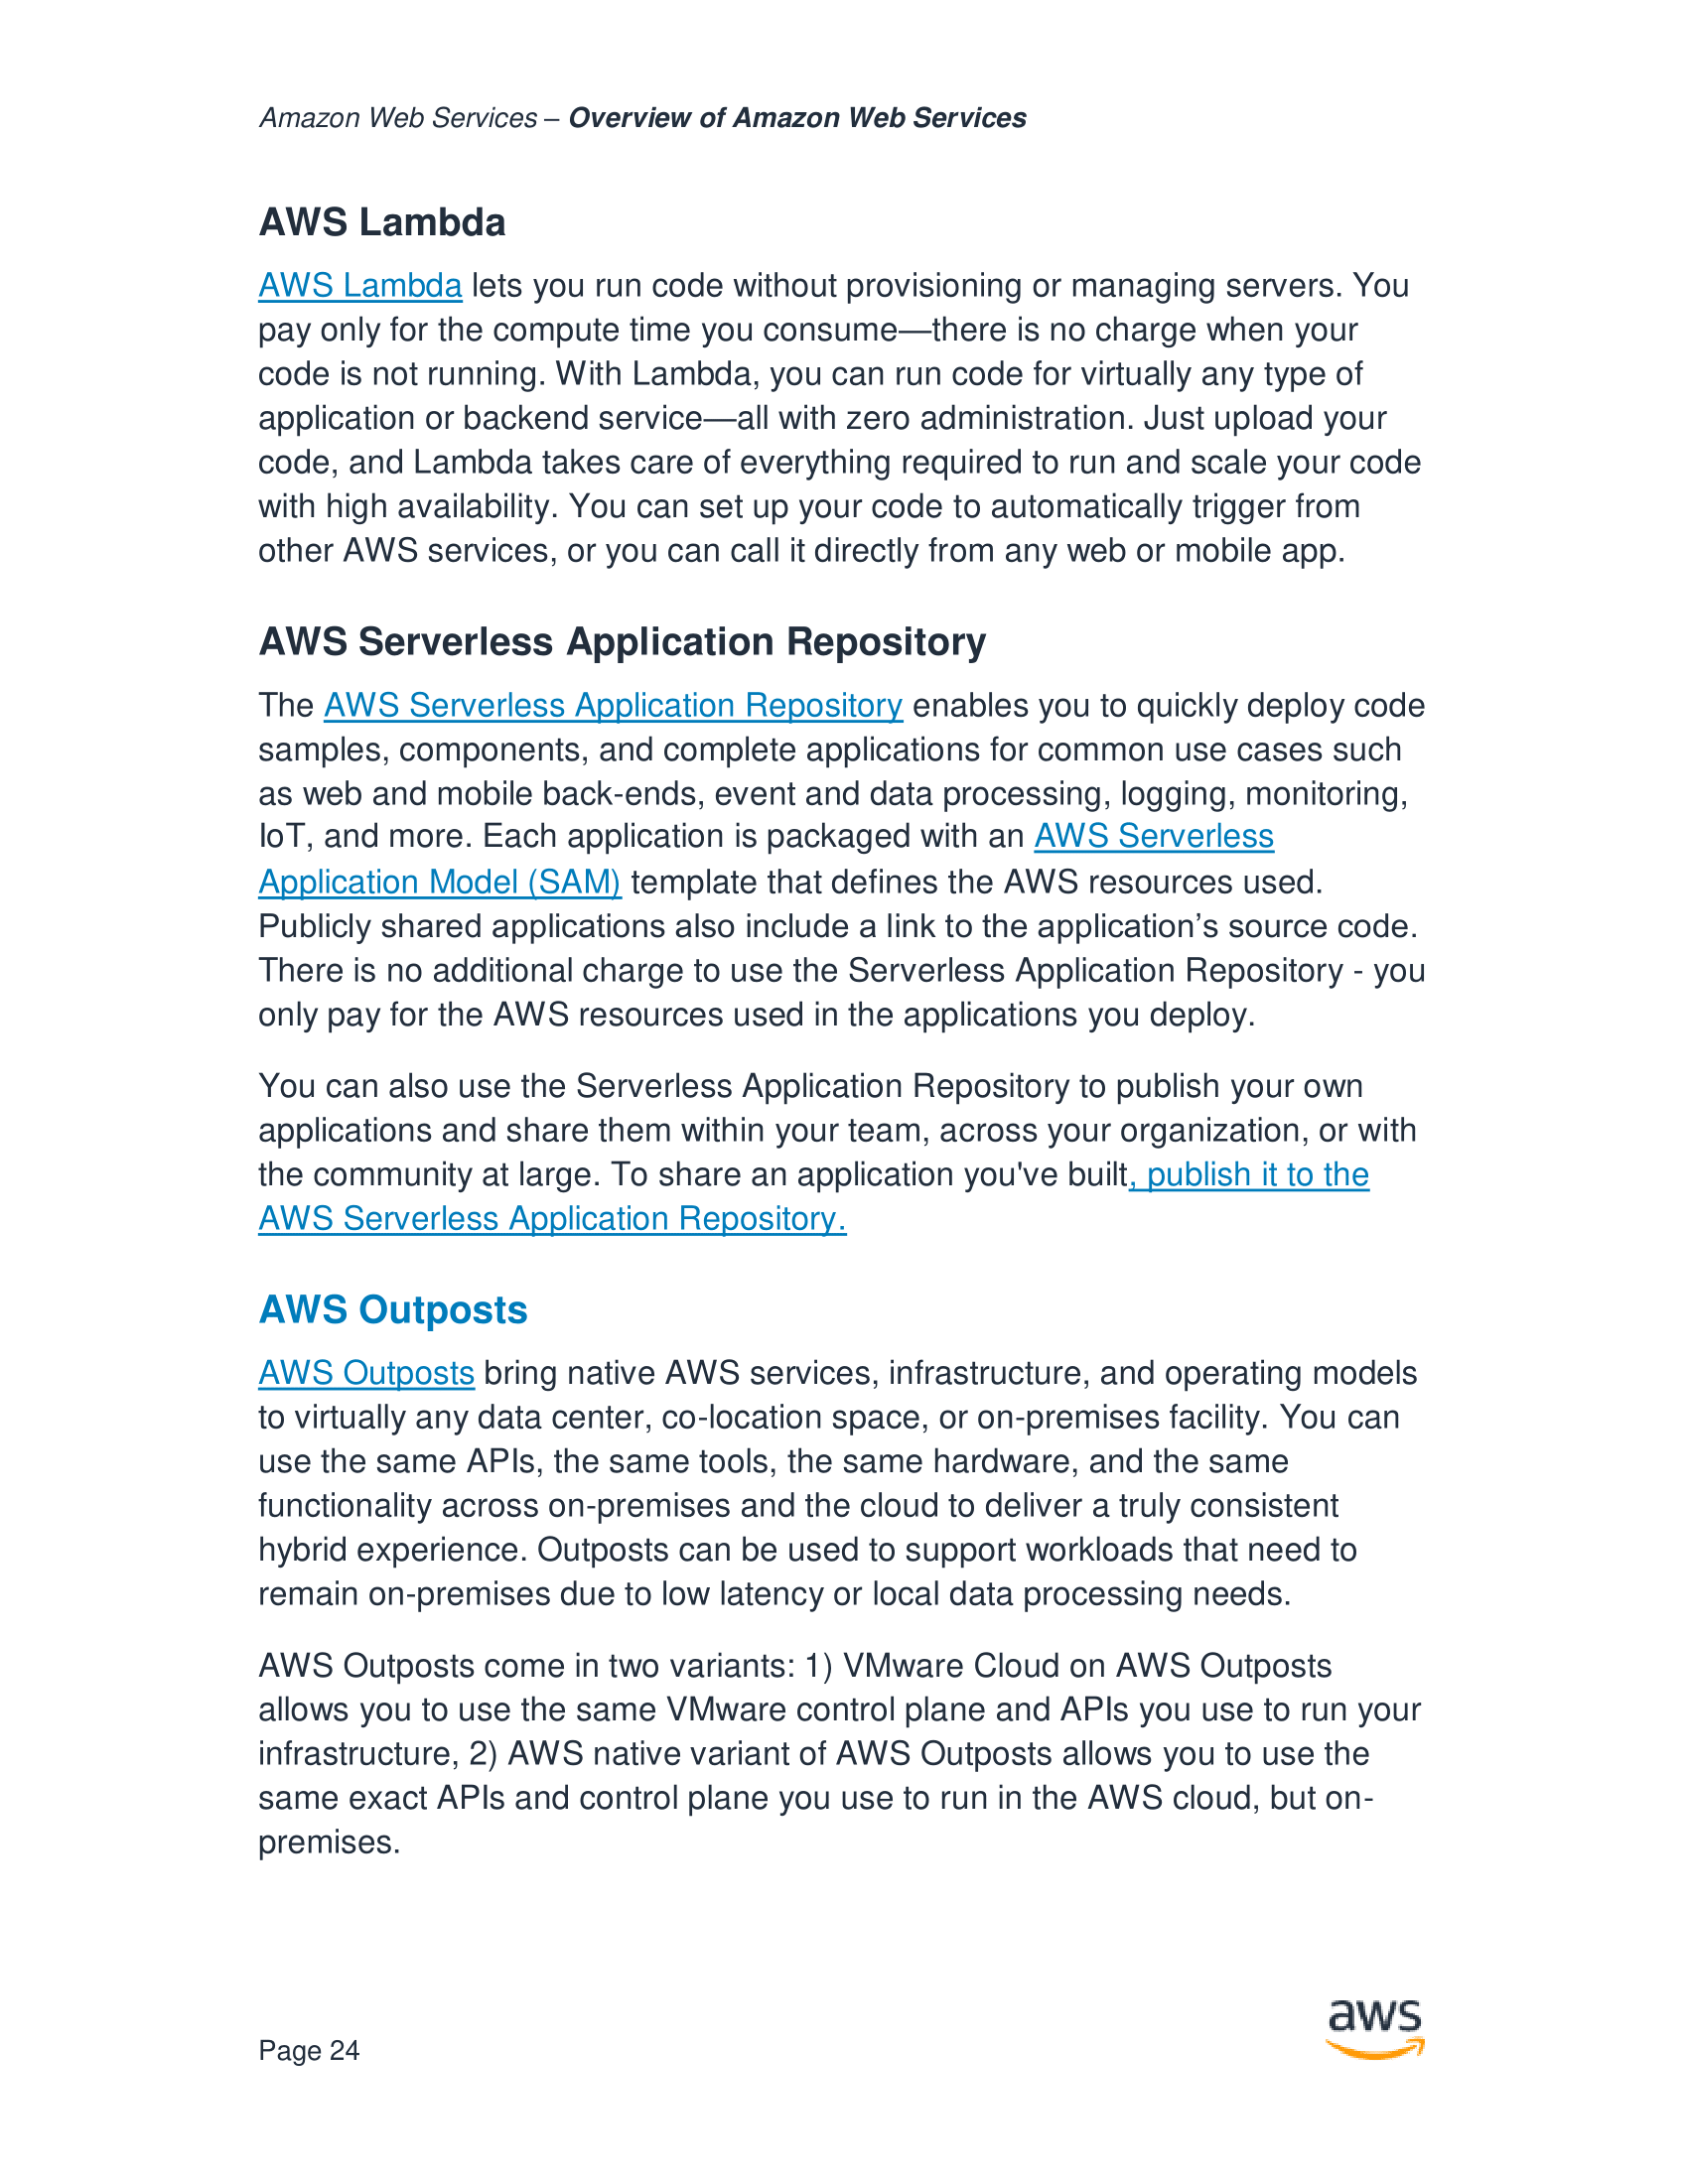 Amazon Web Services – Overview of Amazon Web Services
AWS Lambda
AWS Lambda lets you run code without provisioning or managing servers. You
pay only for the compute time you consume—there is no charge when your
code is not running. With Lambda, you can run code for virtually any type of
application or backend service—all with zero administration. Just upload your
code, and Lambda takes care of everything required to run and scale your code
with high availability. You can set up your code to automatically trigger from
other AWS services, or you can call it directly from any web or mobile app.
AWS Serverless Application Repository
The AWS Serverless Application Repository enables you to quickly deploy code
samples, components, and complete applications for common use cases such
as web and mobile back-ends, event and data processing, logging, monitoring,
IoT, and more. Each application is packaged with an AWS Serverless
Application Model (SAM) template that defines the AWS resources used.
Publicly shared applications also include a link to the application’s source code.
There is no additional charge to use the Serverless Application Repository - you
only pay for the AWS resources used in the applications you deploy.
You can also use the Serverless Application Repository to publish your own
applications and share them within your team, across your organization, or with
the community at large. To share an application you've built, publish it to the
AWS Serverless Application Repository.
AWS Outposts
AWS Outposts bring native AWS services, infrastructure, and operating models
to virtually any data center, co-location space, or on-premises facility. You can
use the same APIs, the same tools, the same hardware, and the same
functionality across on-premises and the cloud to deliver a truly consistent
hybrid experience. Outposts can be used to support workloads that need to
remain on-premises due to low latency or local data processing needs.
AWS Outposts come in two variants: 1) VMware Cloud on AWS Outposts
allows you to use the same VMware control plane and APIs you use to run your
infrastructure, 2) AWS native variant of AWS Outposts allows you to use the
same exact APIs and control plane you use to run in the AWS cloud, but on-
premises.
aws
Page 24